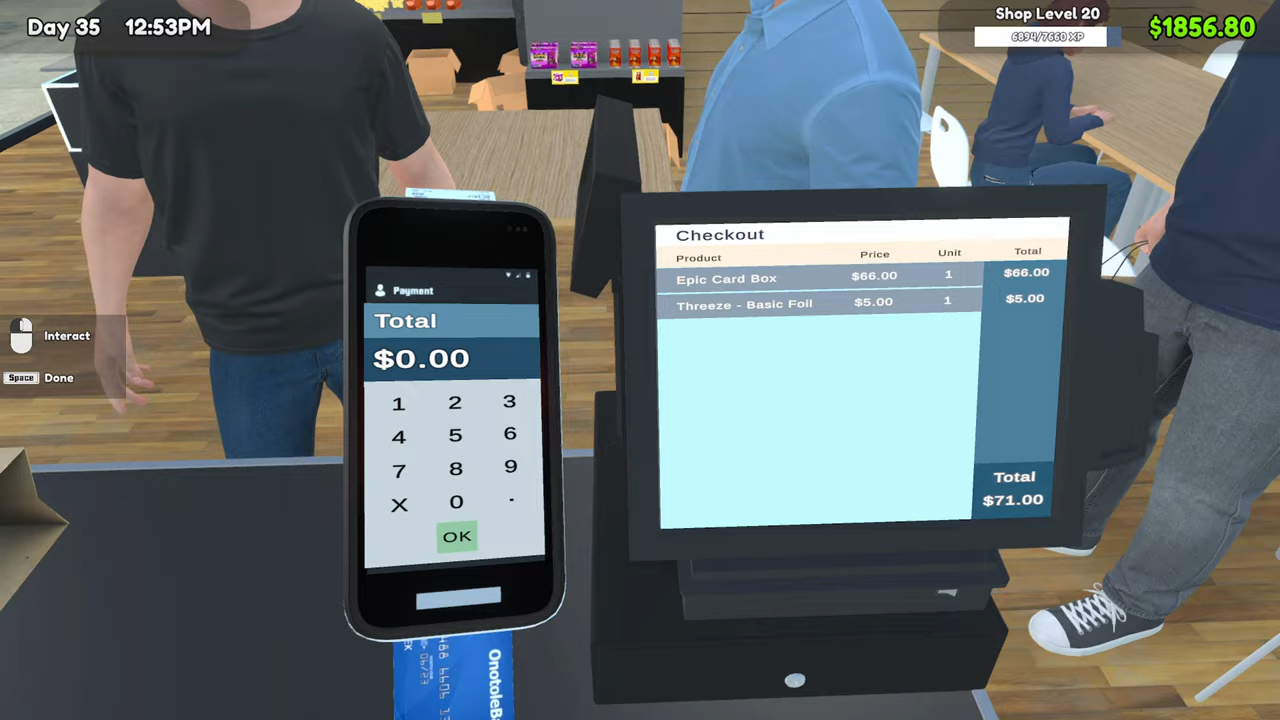 Day 35 12:53PM
Shop Level 20
6894/7660 XP
$1856.80
Interact
Space Done
Payment
Total
$0.00
1 2 3
4 5 6
7 8 9
X 0 .
OK
Checkout
Product Price Unit Total
Epic Card Box $66.00 1 $66.00
Threeze - Basic Foil $5.00 1 $5.00
Total
$71.00